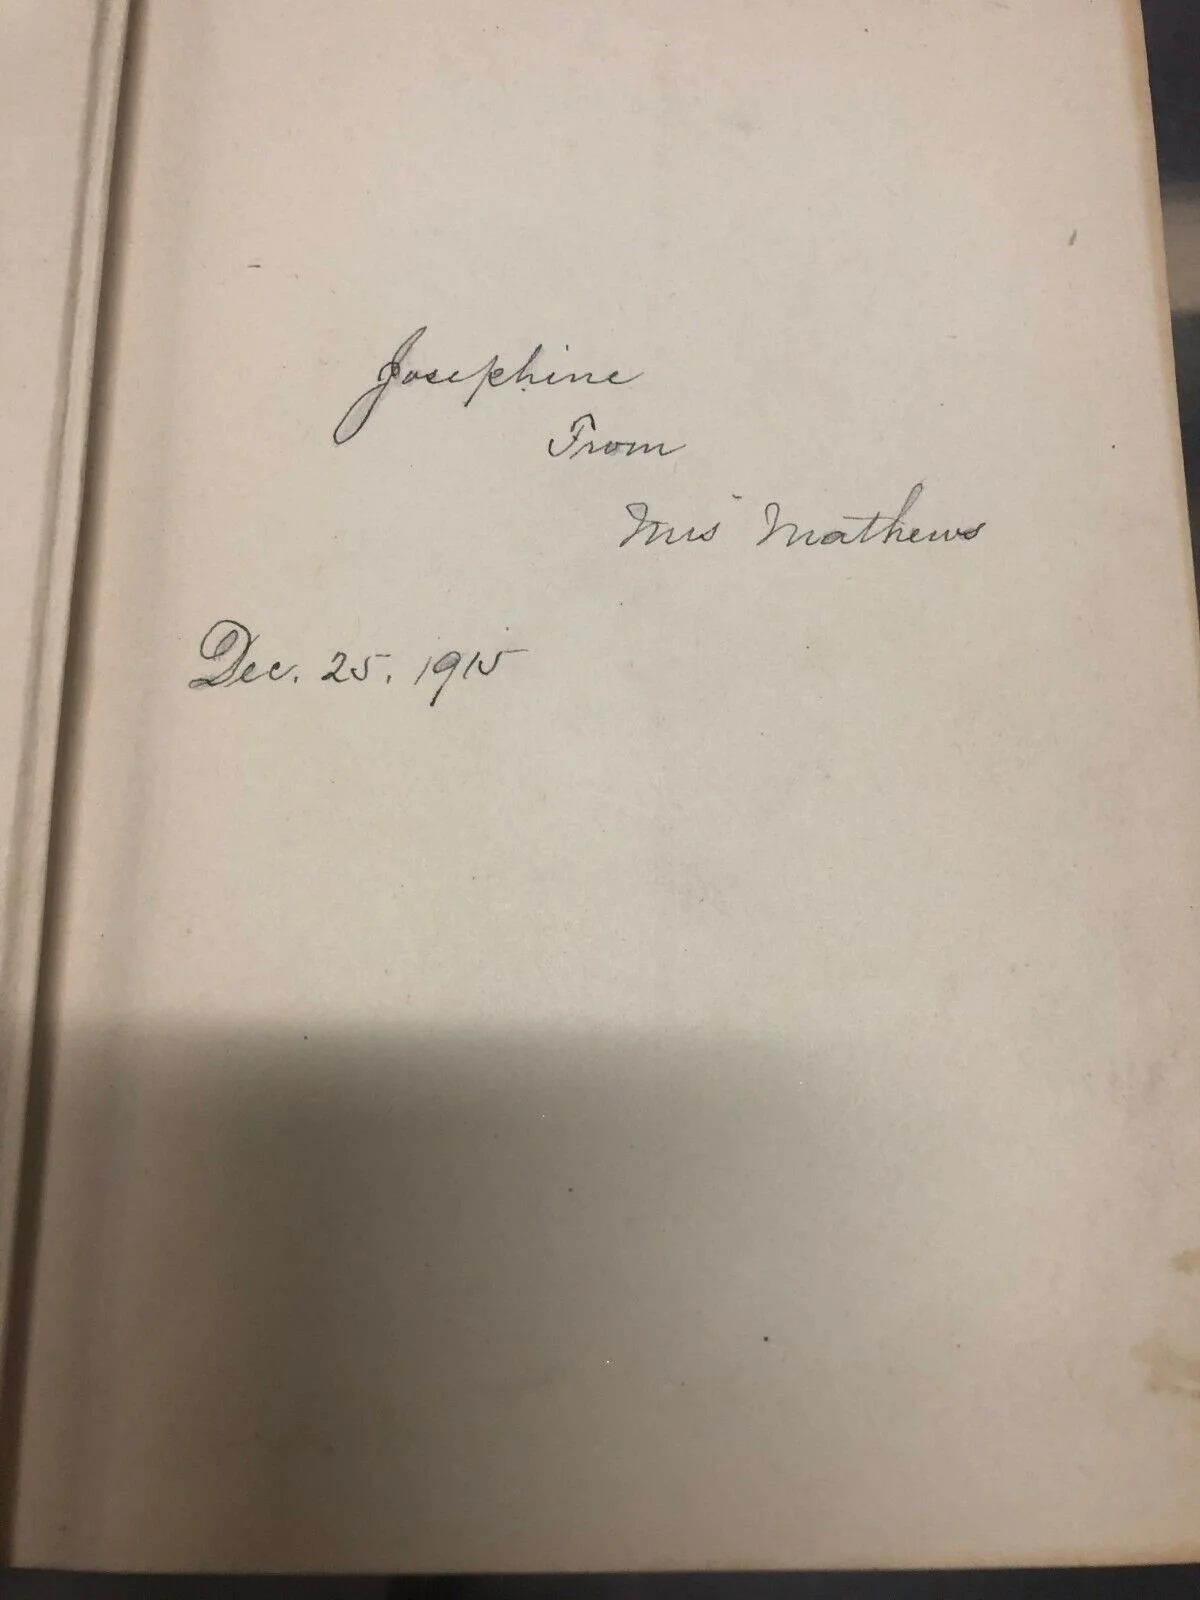 Josephine
From
Mrs Mathews
Dec. 25. 1915